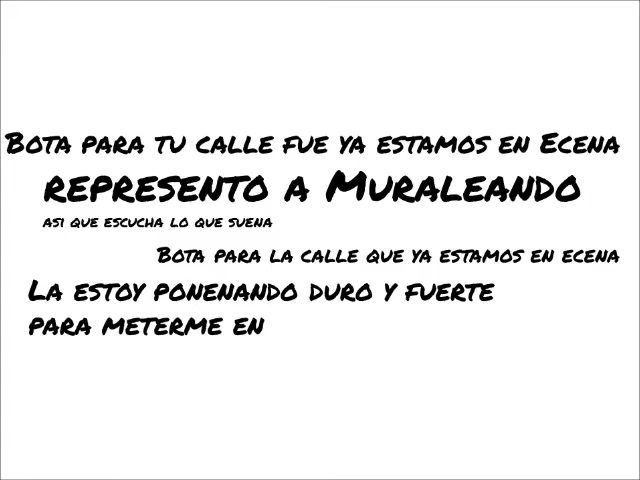 Bota para tu calle fue ya estamos en Ecena
represento a Muraleando
asi que escucha lo que suena
Bota para la calle que ya estamos en ecena
La estoy ponenando duro y fuerte
para meterme en